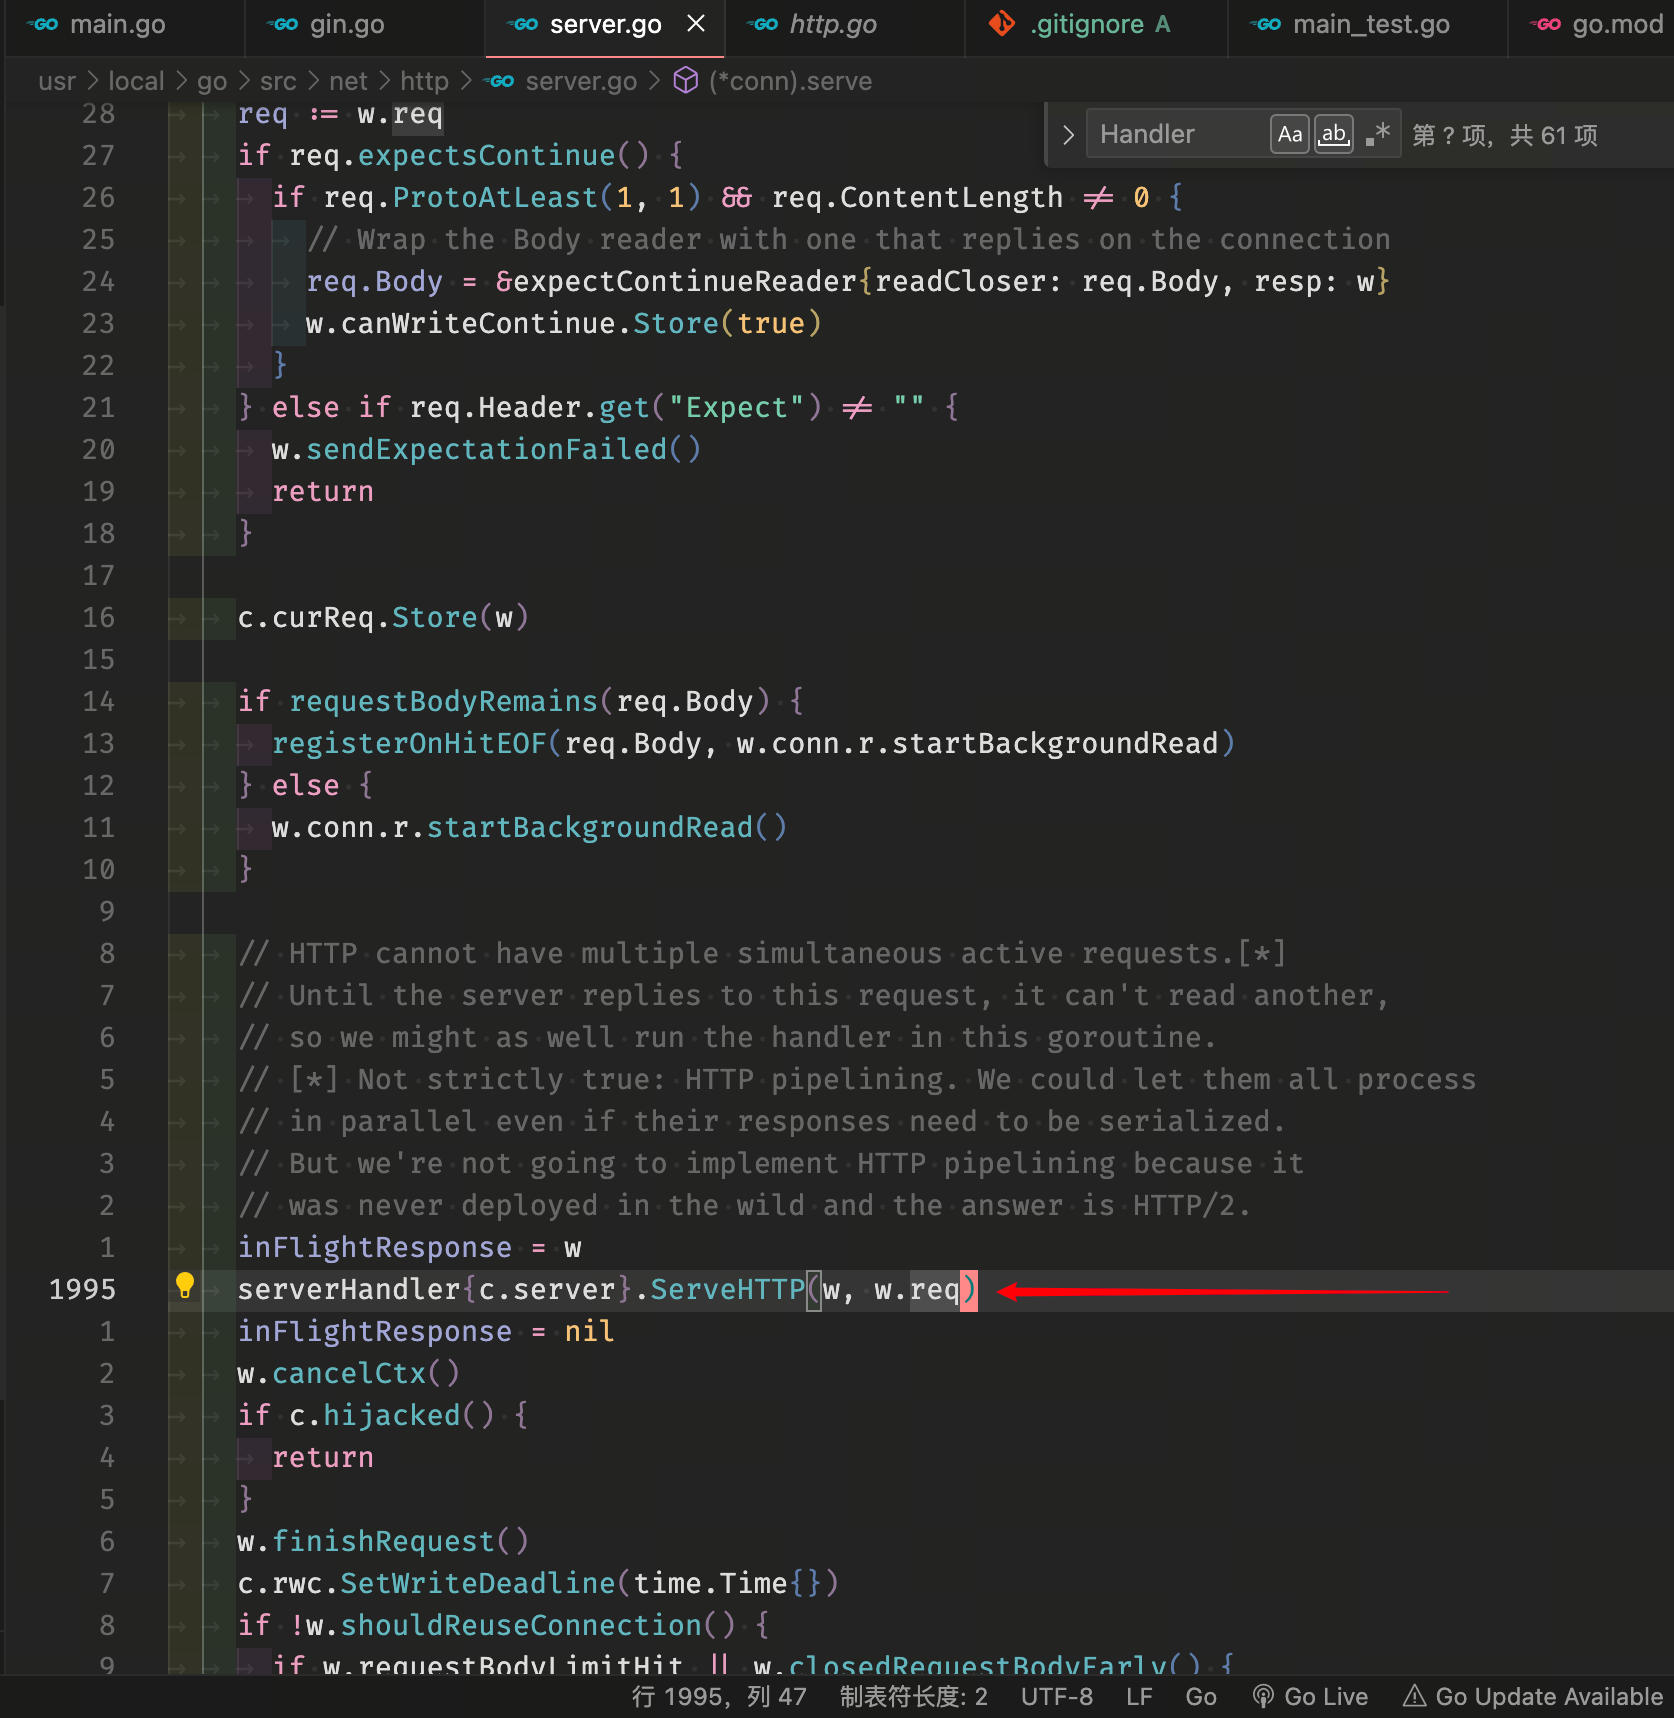 main.go gin.go server.go http.go .gitignore A main_test.go go.mod
usr > local > go > src > net > http > server.go > (*conn).serve
Handler Aa ab .* 第 ? 项，共 61 项
28 req := w.req
27 if req.expectsContinue() {
26 if req.ProtoAtLeast(1, 1) && req.ContentLength != 0 {
25 // Wrap the Body reader with one that replies on the connection
24 req.Body = &expectContinueReader{readCloser: req.Body, resp: w}
23 w.canWriteContinue.Store(true)
22 }
21 } else if req.Header.get("Expect") != "" {
20 w.sendExpectationFailed()
19 return
18 }
17
16 c.curReq.Store(w)
15
14 if requestBodyRemains(req.Body) {
13 registerOnHitEOF(req.Body, w.conn.r.startBackgroundRead)
12 } else {
11 w.conn.r.startBackgroundRead()
10 }
9
8 // HTTP cannot have multiple simultaneous active requests.[*]
7 // Until the server replies to this request, it can't read another,
6 // so we might as well run the handler in this goroutine.
5 // [*] Not strictly true: HTTP pipelining. We could let them all process
4 // in parallel even if their responses need to be serialized.
3 // But we're not going to implement HTTP pipelining because it
2 // was never deployed in the wild and the answer is HTTP/2.
1 inFlightResponse = w
1995 serverHandler{c.server}.ServeHTTP(w, w.req)
1 inFlightResponse = nil
2 w.cancelCtx()
3 if c.hijacked() {
4 return
5 }
6 w.finishRequest()
7 c.rwc.SetWriteDeadline(time.Time{})
8 if !w.shouldReuseConnection() {
9 if w.requestBodyLimitHit || w.closedRequestBodyEarly() {
行 1995，列 47 制表符长度: 2 UTF-8 LF Go Go Live Go Update Available